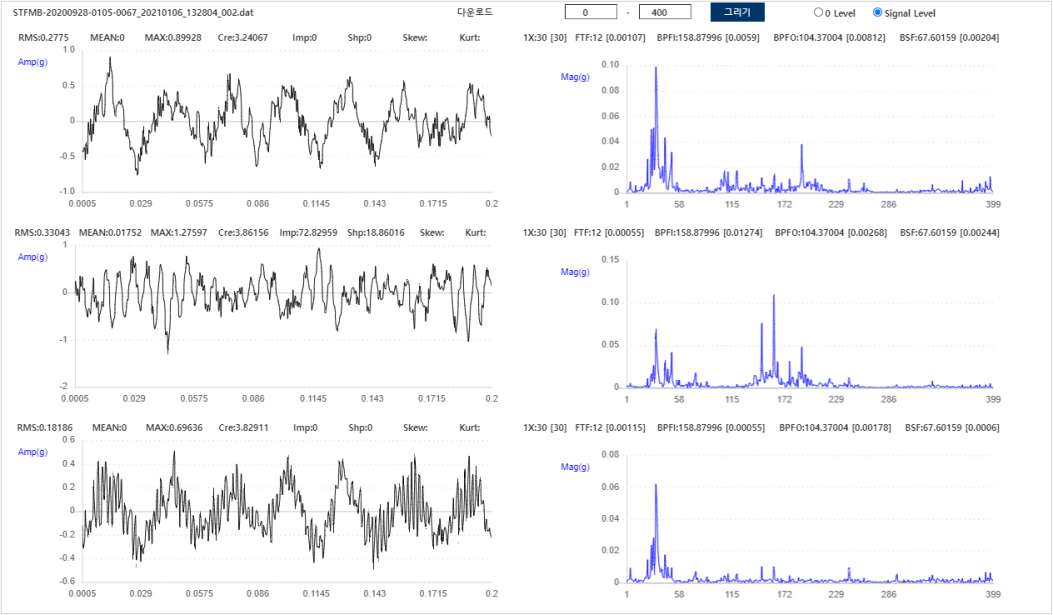 STFMB-20200928-0105-0067_20210106_132804_002.dat 다운로드 0 - 400 그리기 0 Level Signal Level
RMS:0.2775 MEAN:0 MAX:0.89928 Cre:3.24067 Imp:0 Shp:0 Skew: Kurt: 1X:30 [30] FTF:12 [0.00107] BPFI:158.87996 [0.0059] BPFO:104.37004 [0.00812] BSF:67.60159 [0.00204]
Amp(g)
1.0
0.5
0
-0.5
-1.0
0.0005 0.029 0.0575 0.086 0.1145 0.143 0.1715 0.2
Mag(g)
0.10
0.08
0.06
0.04
0.02
0
1 58 115 172 229 286 399
RMS:0.33043 MEAN:0.01752 MAX:1.27597 Cre:3.86156 Imp:72.82959 Shp:18.86016 Skew: Kurt: 1X:30 [30] FTF:12 [0.00055] BPFI:158.87996 [0.01274] BPFO:104.37004 [0.00268] BSF:67.60159 [0.00244]
Amp(g)
1
0
-1
-2
0.0005 0.029 0.0575 0.086 0.1145 0.143 0.1715 0.2
Mag(g)
0.15
0.10
0.05
0
1 58 115 172 229 286 399
RMS:0.18186 MEAN:0 MAX:0.69636 Cre:3.82911 Imp:0 Shp:0 Skew: Kurt: 1X:30 [30] FTF:12 [0.00115] BPFI:158.87996 [0.00055] BPFO:104.37004 [0.00178] BSF:67.60159 [0.0006]
Amp(g)
0.6
0.4
0.2
0
-0.2
-0.4
-0.6
0.0005 0.029 0.0575 0.086 0.1145 0.143 0.1715 0.2
Mag(g)
0.08
0.06
0.04
0.02
0
1 58 115 172 229 286 399